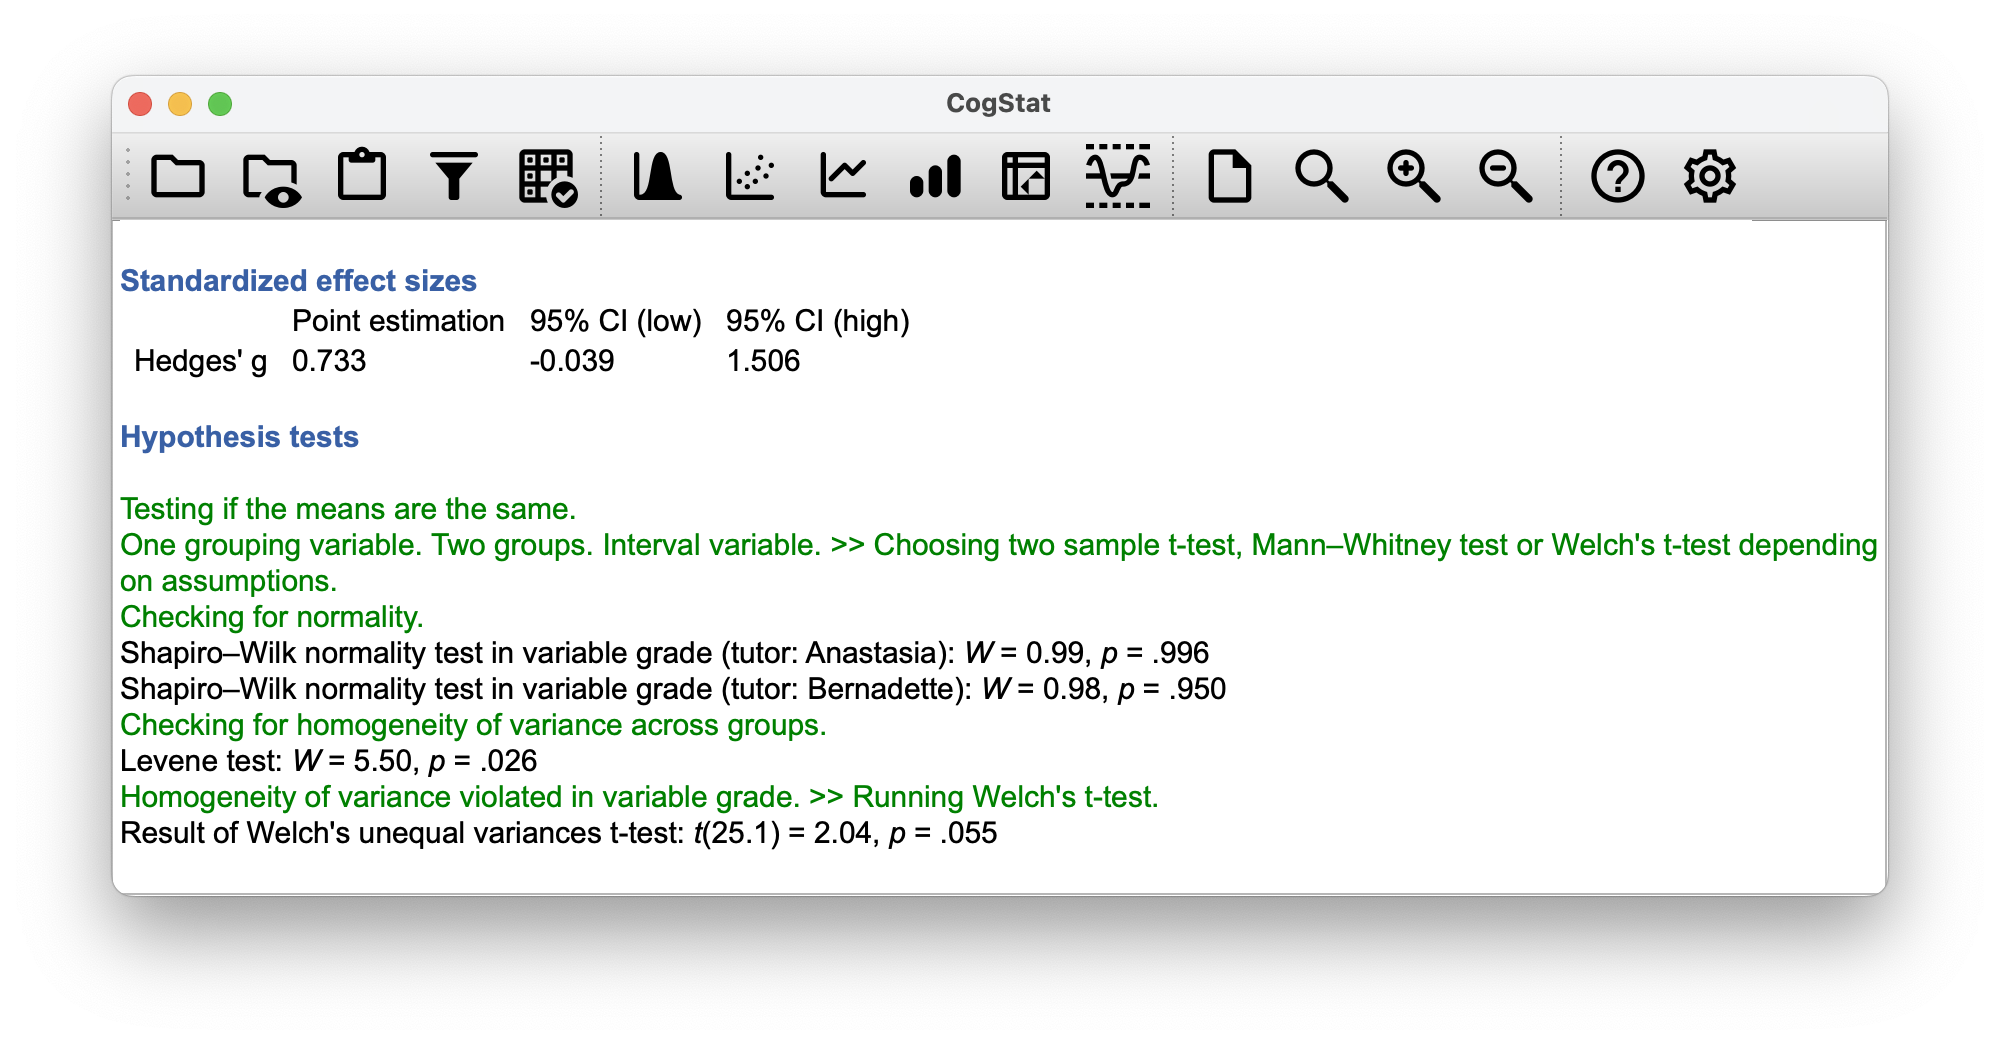 CogStat
Standardized effect sizes
Point estimation 95% CI (low) 95% CI (high)
Hedges' g 0.733 -0.039 1.506
Hypothesis tests
Testing if the means are the same.
One grouping variable. Two groups. Interval variable. >> Choosing two sample t-test, Mann–Whitney test or Welch's t-test depending
on assumptions.
Checking for normality.
Shapiro–Wilk normality test in variable grade (tutor: Anastasia): W = 0.99, p = .996
Shapiro–Wilk normality test in variable grade (tutor: Bernadette): W = 0.98, p = .950
Checking for homogeneity of variance across groups.
Levene test: W = 5.50, p = .026
Homogeneity of variance violated in variable grade. >> Running Welch's t-test.
Result of Welch's unequal variances t-test: t(25.1) = 2.04, p = .055